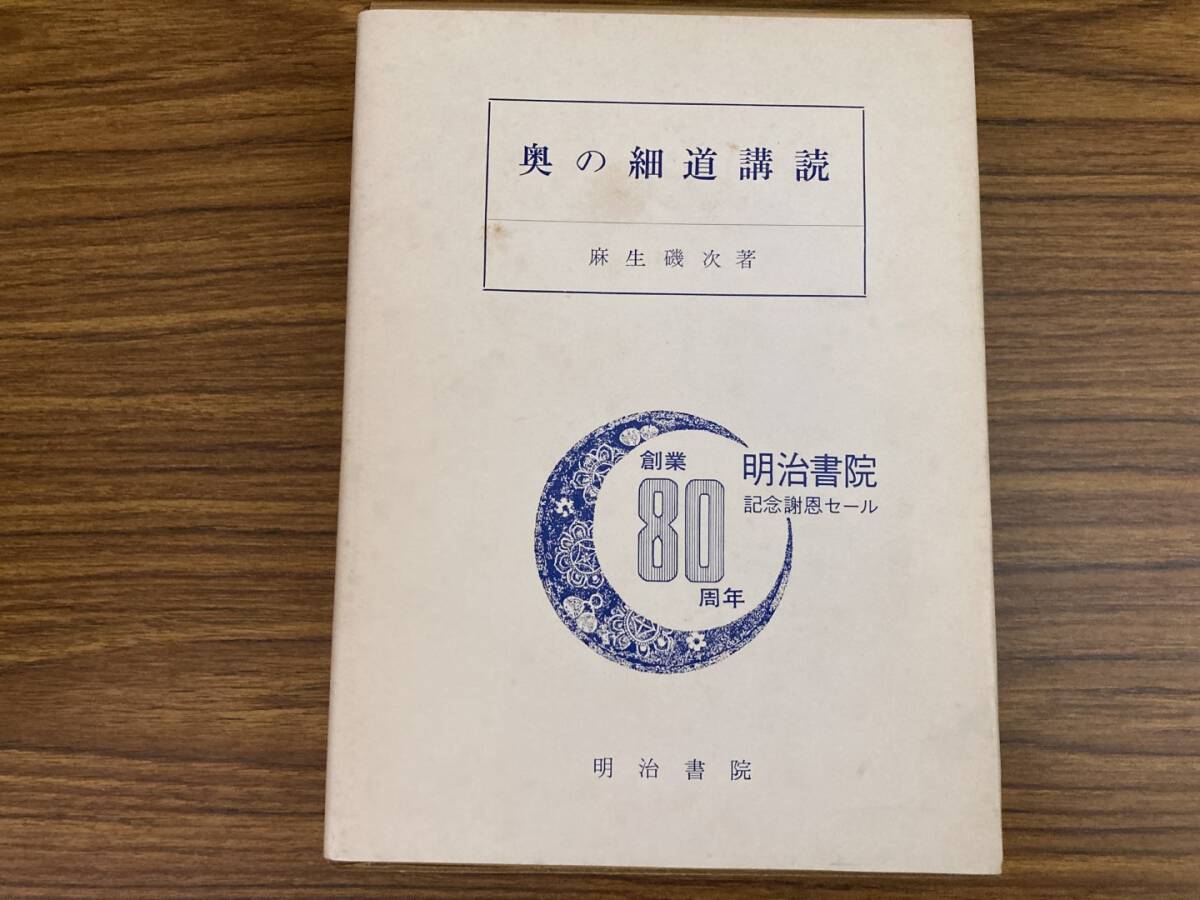 奥の細道講読
麻生磯次著
創業
80
周年
明治書院
記念謝恩セール
明治書院